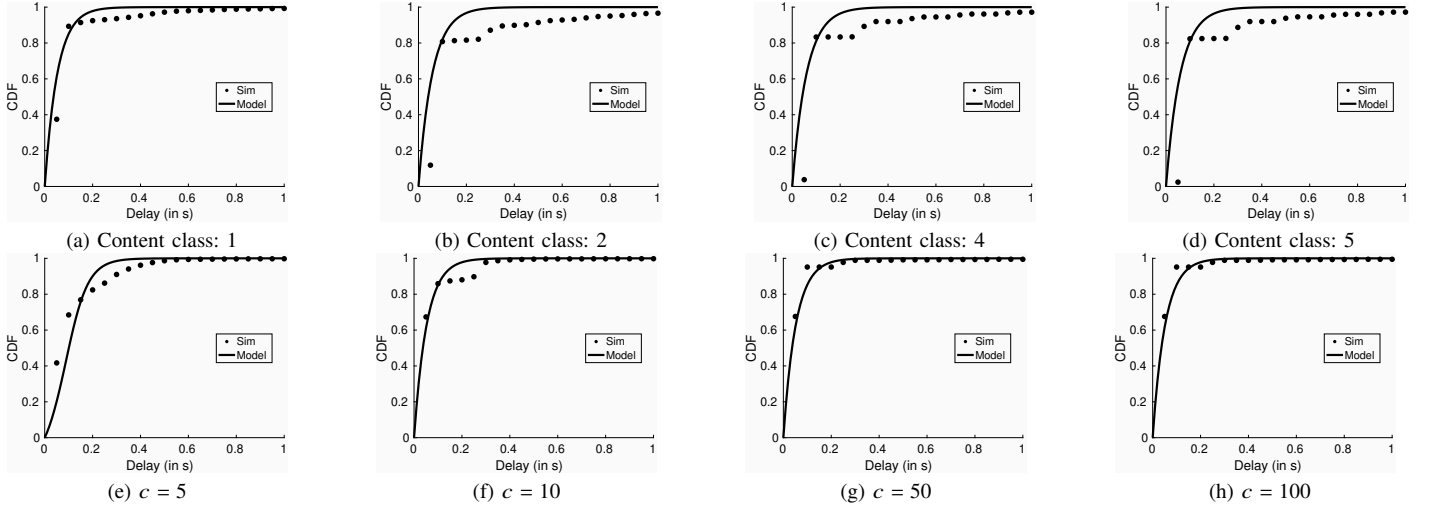 1
0.8
0.6
0.4
0.2
0
CDF
Sim
Model
0 0.2 0.4 0.6 0.8 1
Delay (in s)
(a) Content class: 1
1
0.8
0.6
0.4
0.2
0
CDF
Sim
Model
0 0.2 0.4 0.6 0.8 1
Delay (in s)
(b) Content class: 2
1
0.8
0.6
0.4
0.2
0
CDF
Sim
Model
0 0.2 0.4 0.6 0.8 1
Delay (in s)
(c) Content class: 4
1
0.8
0.6
0.4
0.2
0
CDF
Sim
Model
0 0.2 0.4 0.6 0.8 1
Delay (in s)
(d) Content class: 5
1
0.8
0.6
0.4
0.2
0
CDF
Sim
Model
0 0.2 0.4 0.6 0.8 1
Delay (in s)
(e) c = 5
1
0.8
0.6
0.4
0.2
0
CDF
Sim
Model
0 0.2 0.4 0.6 0.8 1
Delay (in s)
(f) c = 10
1
0.8
0.6
0.4
0.2
0
CDF
Sim
Model
0 0.2 0.4 0.6 0.8 1
Delay (in s)
(g) c = 50
1
0.8
0.6
0.4
0.2
0
CDF
Sim
Model
0 0.2 0.4 0.6 0.8 1
Delay (in s)
(h) c = 100